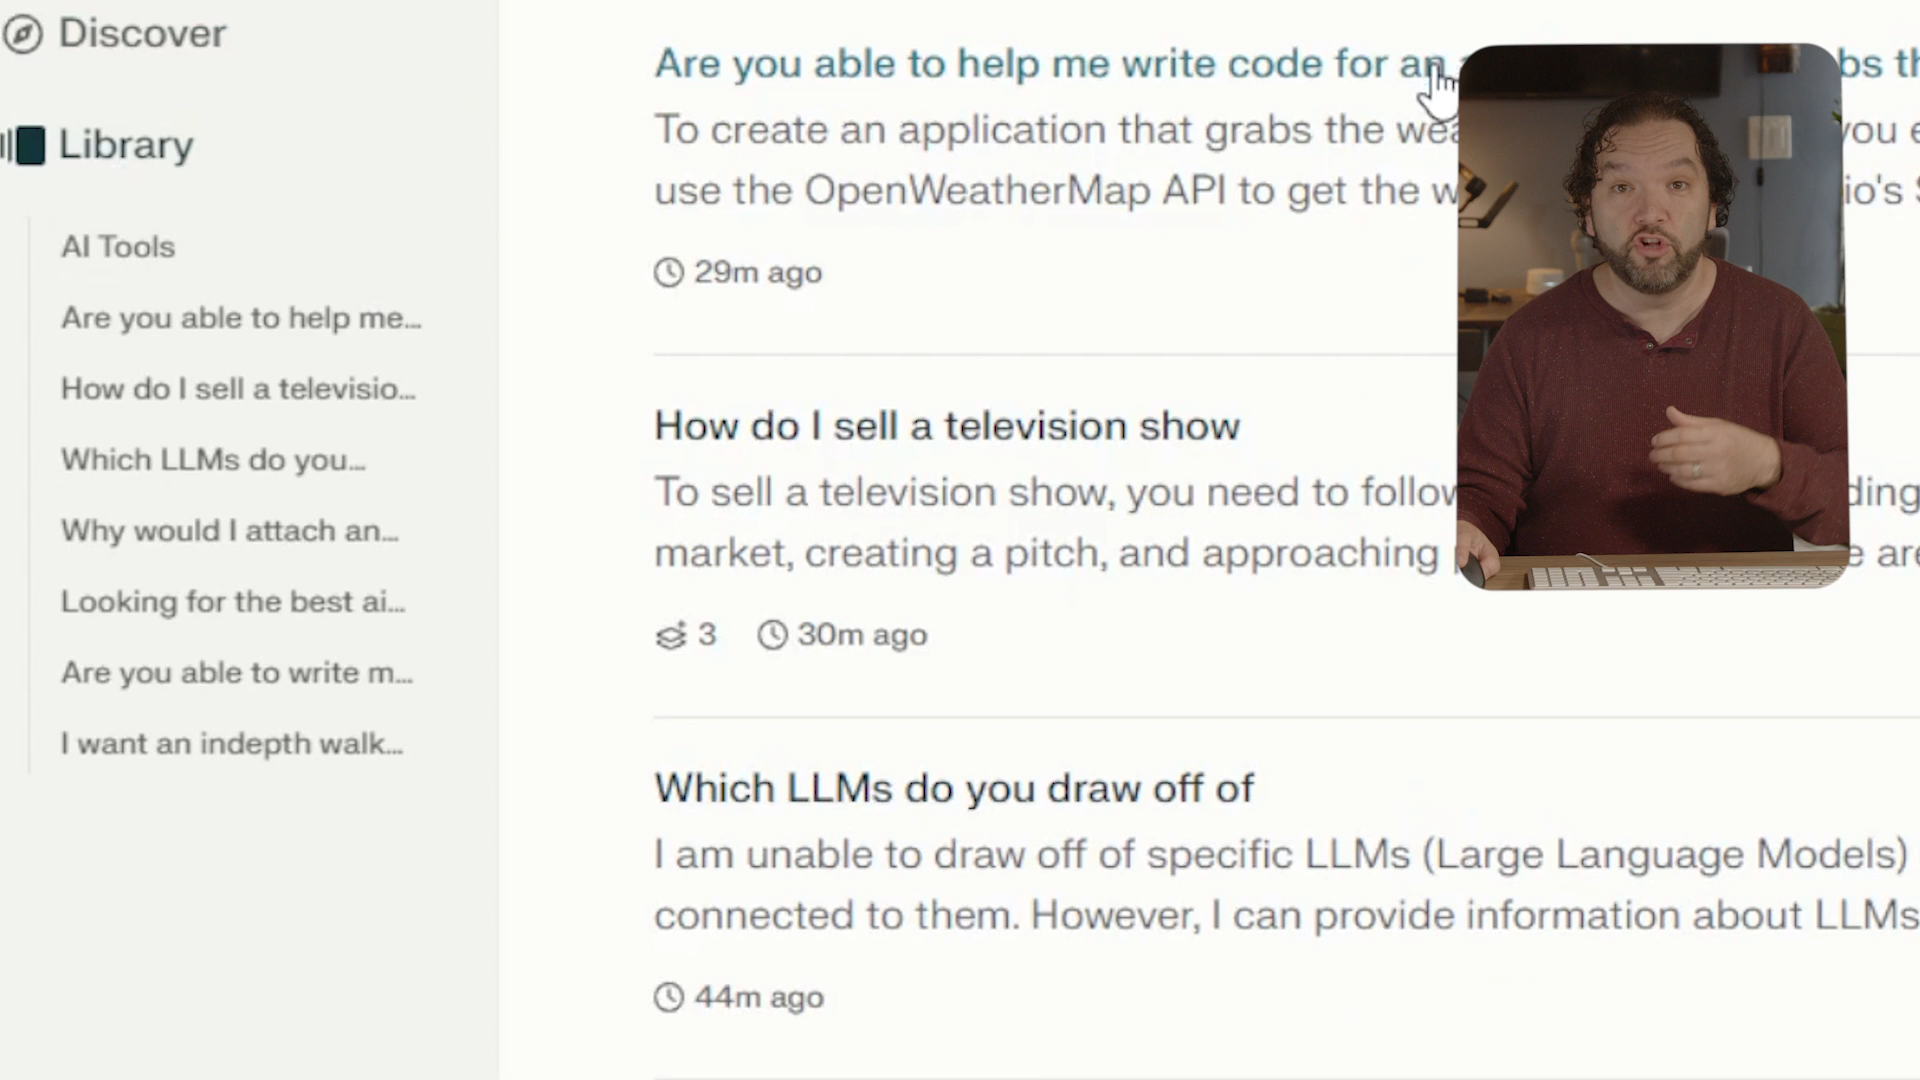 Discover
Library
AI Tools
Are you able to help me...
How do I sell a televisio...
Which LLMs do you...
Why would I attach an...
Looking for the best ai...
Are you able to write m...
I want an indepth walk...
Are you able to help me write code for an
To create an application that grabs the you
use the OpenWeatherMap API to get the
29m ago
How do I sell a television show
To sell a television show, you need to
market, creating a pitch, and approaching
3 30m ago
Which LLMs do you draw off of
I am unable to draw off of specific LLMs (Large Language Models)
connected to them. However, I can provide information about LLMs
44m ago